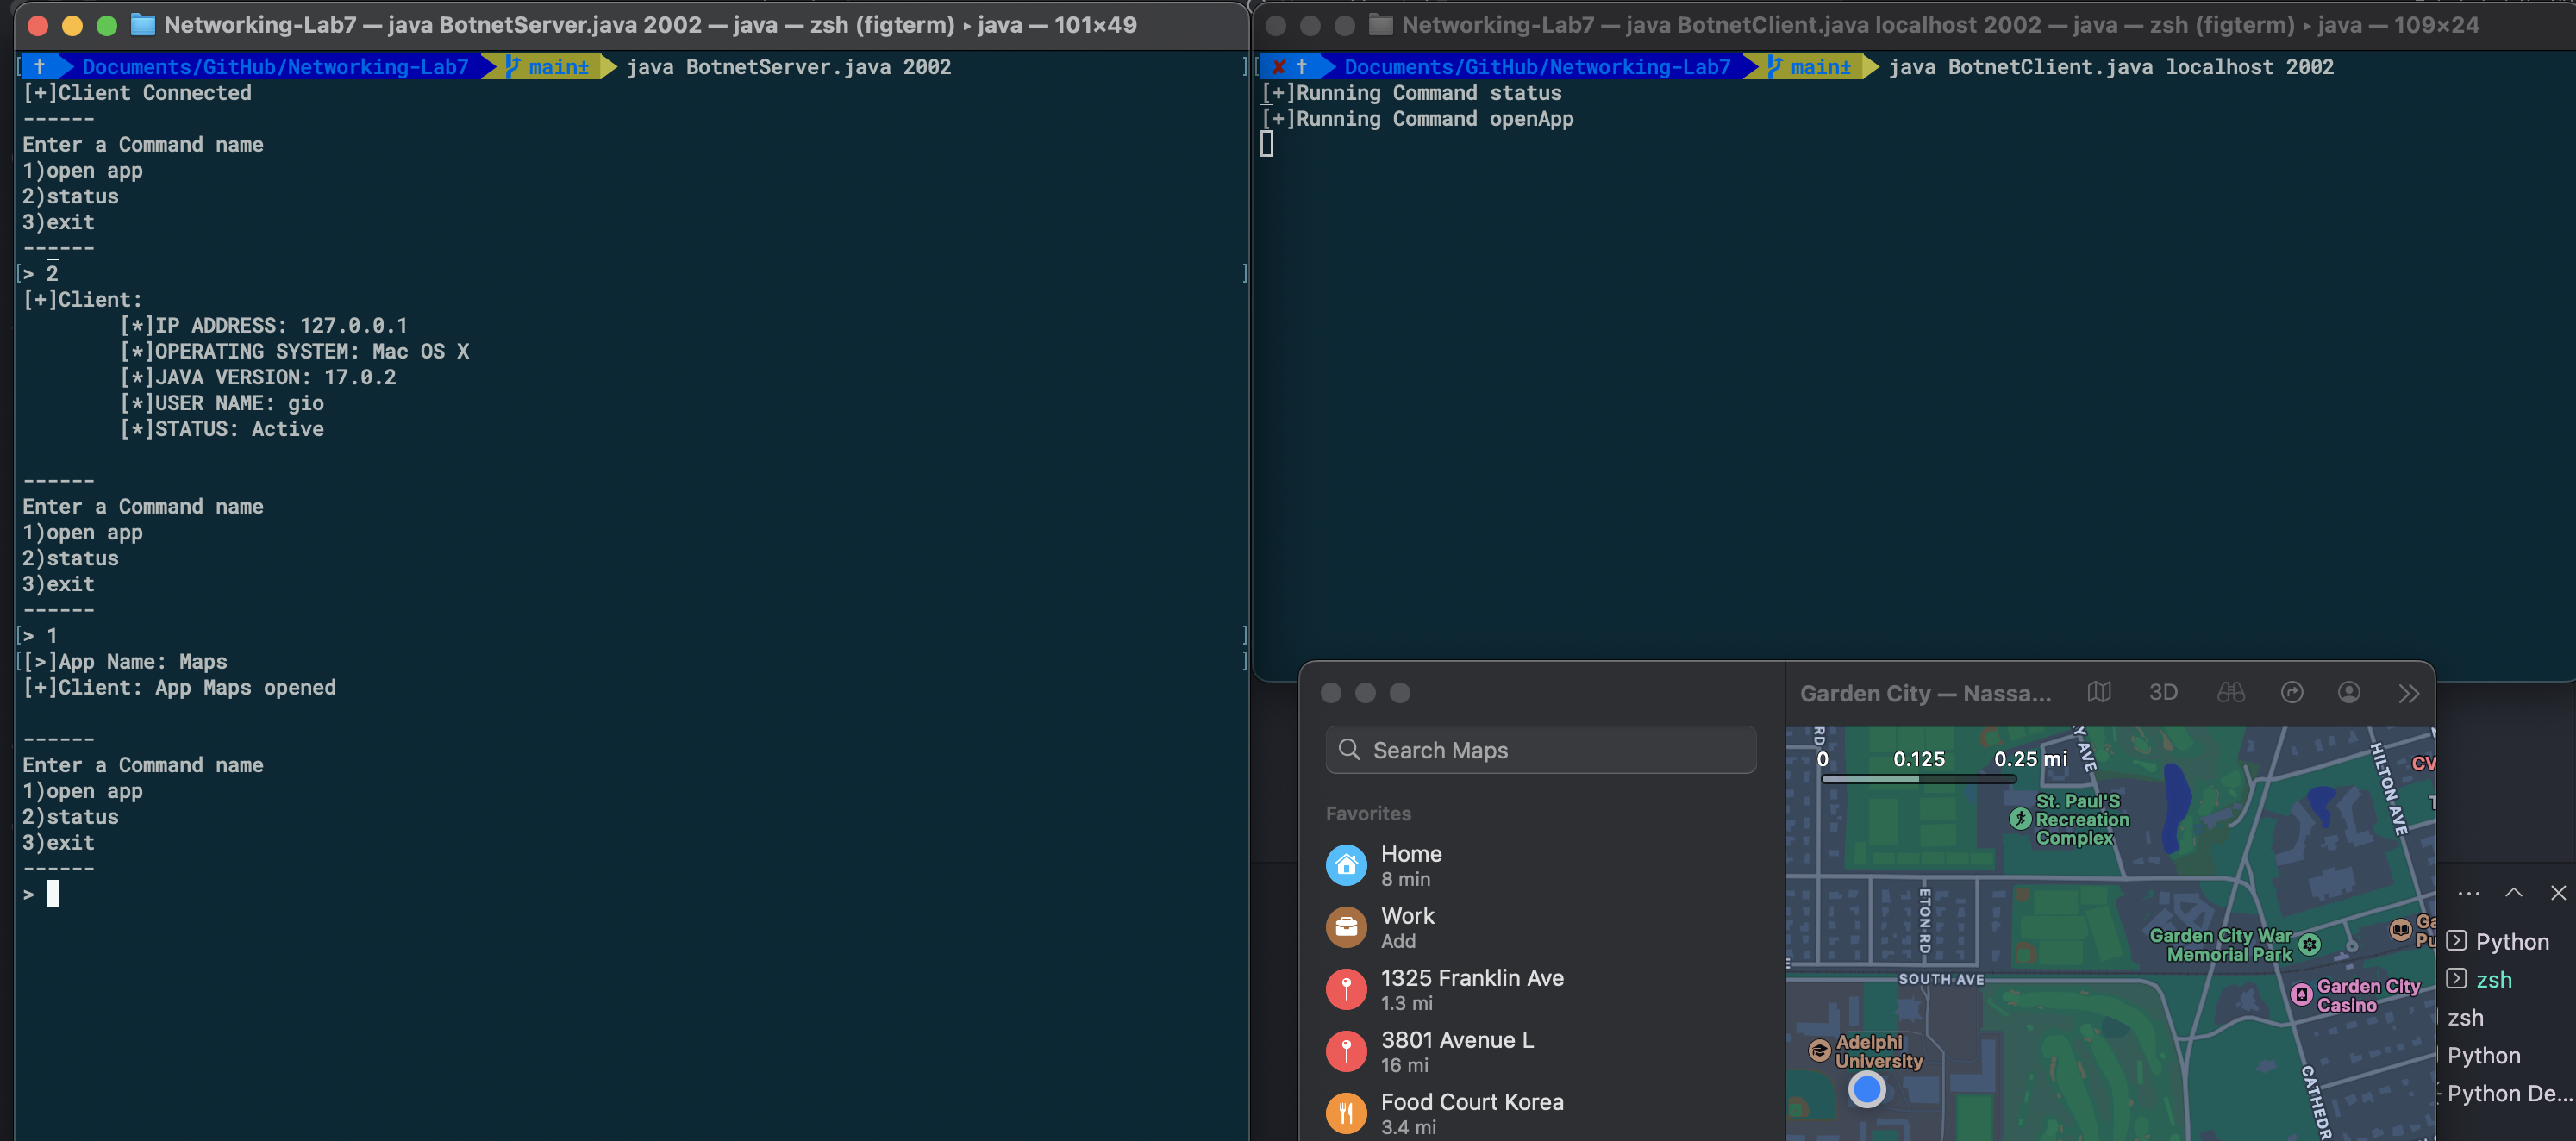 Networking-Lab7 — java BotnetServer.java 2002 — java — zsh (figterm) ▸ java — 101×49
† Documents/GitHub/Networking-Lab7 main± java BotnetServer.java 2002
[+]Client Connected
------
Enter a Command name
1)open app
2)status
3)exit
------
> 2
[+]Client:
[*]IP ADDRESS: 127.0.0.1
[*]OPERATING SYSTEM: Mac OS X
[*]JAVA VERSION: 17.0.2
[*]USER NAME: gio
[*]STATUS: Active
------
Enter a Command name
1)open app
2)status
3)exit
------
> 1
[>]App Name: Maps
[+]Client: App Maps opened
------
Enter a Command name
1)open app
2)status
3)exit
------
>
Networking-Lab7 — java BotnetClient.java localhost 2002 — java — zsh (figterm) ▸ java — 109×24
✘ † Documents/GitHub/Networking-Lab7 main± java BotnetClient.java localhost 2002
[+]Running Command status
[+]Running Command openApp
Garden City — Nassa...
3D
Search Maps
Favorites
Home
8 min
Work
Add
1325 Franklin Ave
1.3 mi
3801 Avenue L
16 mi
Food Court Korea
3.4 mi
0 0.125 0.25 mi
RD
Y AVE
HILTON AVE
CV
St. Paul'S
Recreation
Complex
ETON RD
Garden City War
Memorial Park
Ga
Pu
SOUTH AVE
Garden City
Casino
Adelphi
University
CATHEDR
Python
zsh
zsh
Python
Python De...